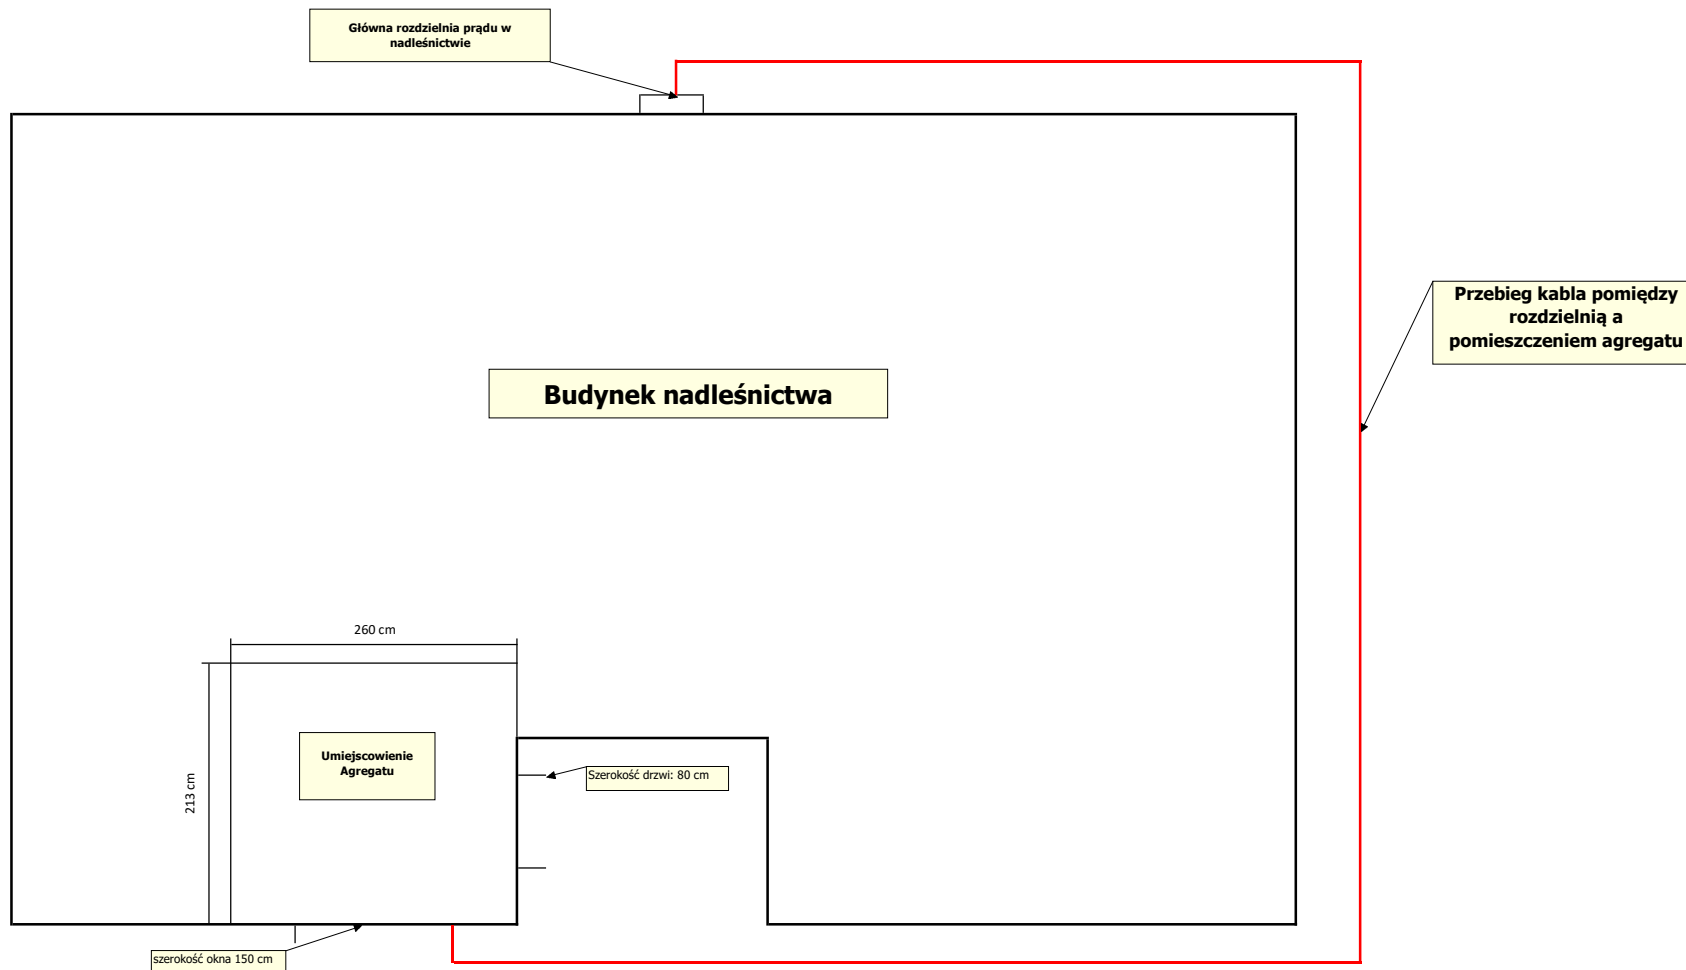 Główna rozdzielnia prądu w
nadleśnictwie
Przebieg kabla pomiędzy
rozdzielnią a
pomieszczeniem agregatu
Budynek nadleśnictwa
260 cm
213 cm
Umiejscowienie
Agregatu
Szerokość drzwi: 80 cm
szerokość okna 150 cm